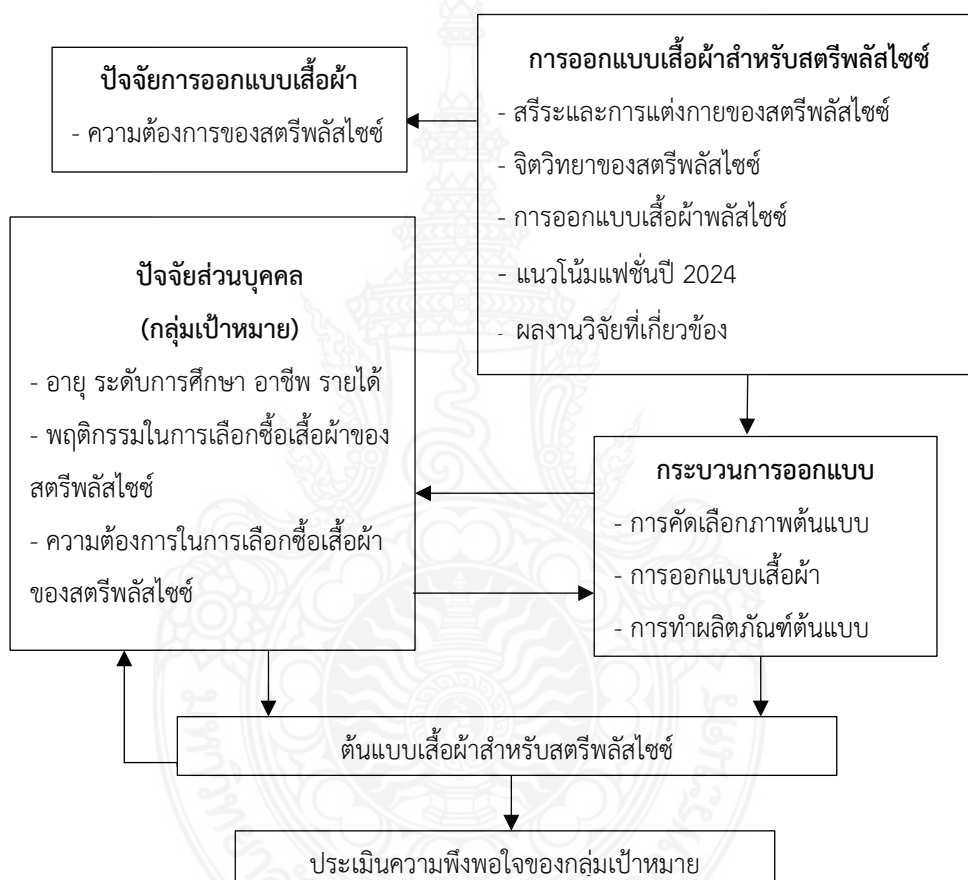 ปัจจัยการออกแบบเสื้อผ้า
- ความต้องการของสตรีพลัสไซซ์
การออกแบบเสื้อผ้าสำหรับสตรีพลัสไซซ์
- สรีระและการแต่งกายของสตรีพลัสไซซ์
- จิตวิทยาของสตรีพลัสไซซ์
- การออกแบบเสื้อผ้าพลัสไซซ์
- แนวโน้มแฟชั่นปี 2024
- ผลงานวิจัยที่เกี่ยวข้อง
ปัจจัยส่วนบุคคล
(กลุ่มเป้าหมาย)
- อายุ ระดับการศึกษา อาชีพ รายได้
- พฤติกรรมในการเลือกซื้อเสื้อผ้าของ
สตรีพลัสไซซ์
- ความต้องการในการเลือกซื้อเสื้อผ้า
ของสตรีพลัสไซซ์
กระบวนการออกแบบ
- การคัดเลือกภาพต้นแบบ
- การออกแบบเสื้อผ้า
- การทำผลิตภัณฑ์ต้นแบบ
ต้นแบบเสื้อผ้าสำหรับสตรีพลัสไซซ์
ประเมินความพึงพอใจของกลุ่มเป้าหมาย